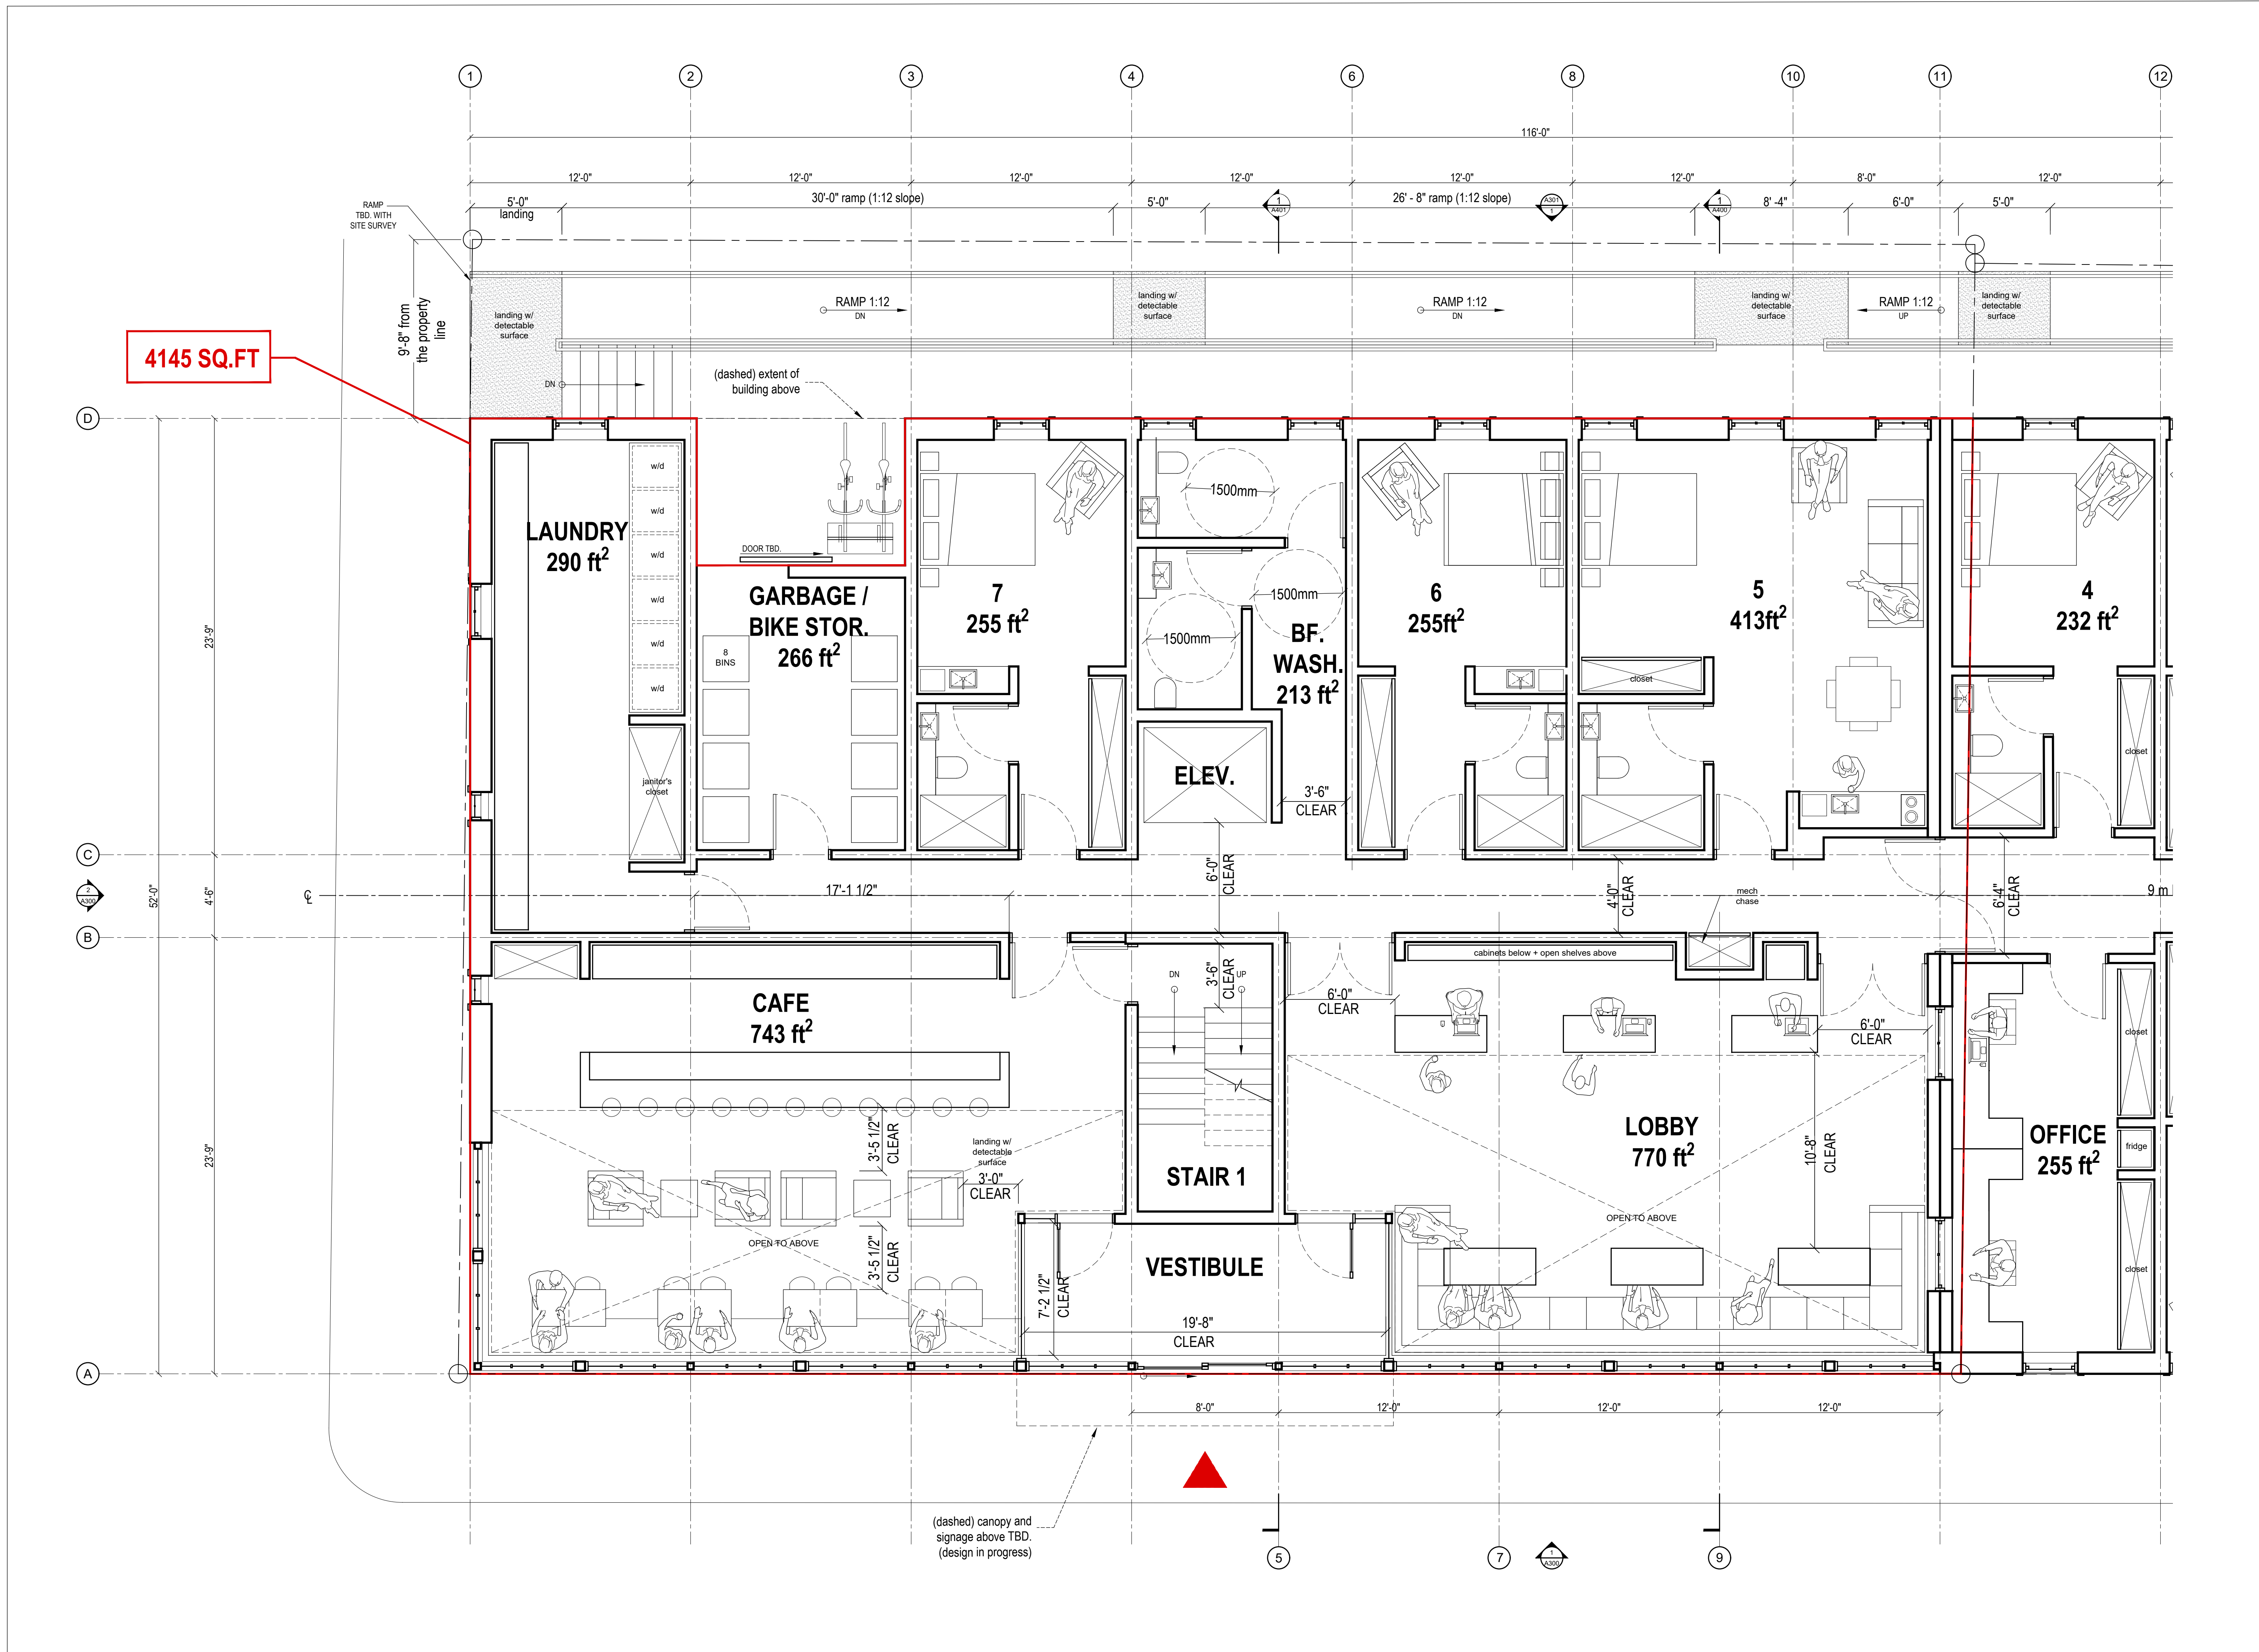 1
2
3
4
6
8
10
11
12
116'-0"
12'-0"
12'-0"
12'-0"
12'-0"
12'-0"
12'-0"
8'-0"
12'-0"
5'-0"
landing
30'-0" ramp (1:12 slope)
5'-0"
1
A401
26' - 8" ramp (1:12 slope)
A301
1
1
A400
8' -4"
6'-0"
5'-0"
RAMP
TBD. WITH
SITE SURVEY
9'-8" from
the property
line
landing w/
detectable
surface
RAMP 1:12
DN
landing w/
detectable
surface
RAMP 1:12
DN
landing w/
detectable
surface
RAMP 1:12
UP
landing w/
detectable
surface
4145 SQ.FT
DN
(dashed) extent of
building above
D
C
2
A300
B
A
52'-0"
23'-9"
4'-6"
23'-9"
LAUNDRY
290 ft²
w/d
w/d
w/d
w/d
w/d
w/d
janitor's
closet
DOOR TBD.
GARBAGE /
BIKE STOR.
266 ft²
8
BINS
7
255 ft²
1500mm
1500mm
1500mm
BF.
WASH.
213 ft²
ELEV.
3'-6"
CLEAR
6'-0"
CLEAR
6
255ft²
5
413ft²
closet
4
232 ft²
closet
℄
17'-1 1/2"
4'-0"
CLEAR
mech
chase
6'-4"
CLEAR
9 m
CAFE
743 ft²
3'-5 1/2"
CLEAR
landing w/
detectable
surface
3'-0"
CLEAR
OPEN TO ABOVE
3'-5 1/2"
CLEAR
3'-6"
CLEAR
DN
UP
STAIR 1
VESTIBULE
7'-2 1/2"
CLEAR
19'-8"
CLEAR
6'-0"
CLEAR
cabinets below + open shelves above
6'-0"
CLEAR
LOBBY
770 ft²
10'-8"
CLEAR
OPEN TO ABOVE
OFFICE
255 ft²
closet
fridge
closet
8'-0"
12'-0"
12'-0"
12'-0"
(dashed) canopy and
signage above TBD.
(design in progress)
5
7
1
A300
9